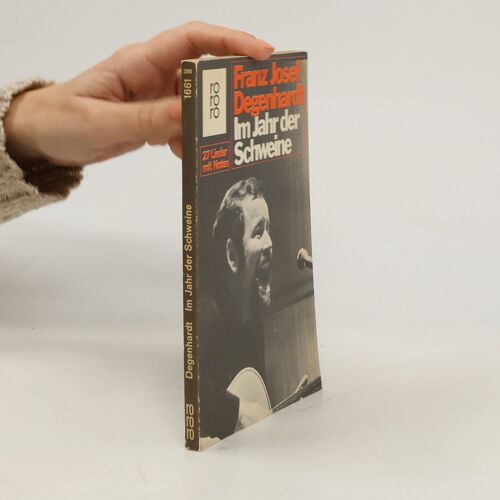 Franz Josef
Degenhardt
Im Jahr der
Schweine
27 Lieder
mit Noten
rororo
380
1661
Degenhardt Im Jahr der Schweine
rororo